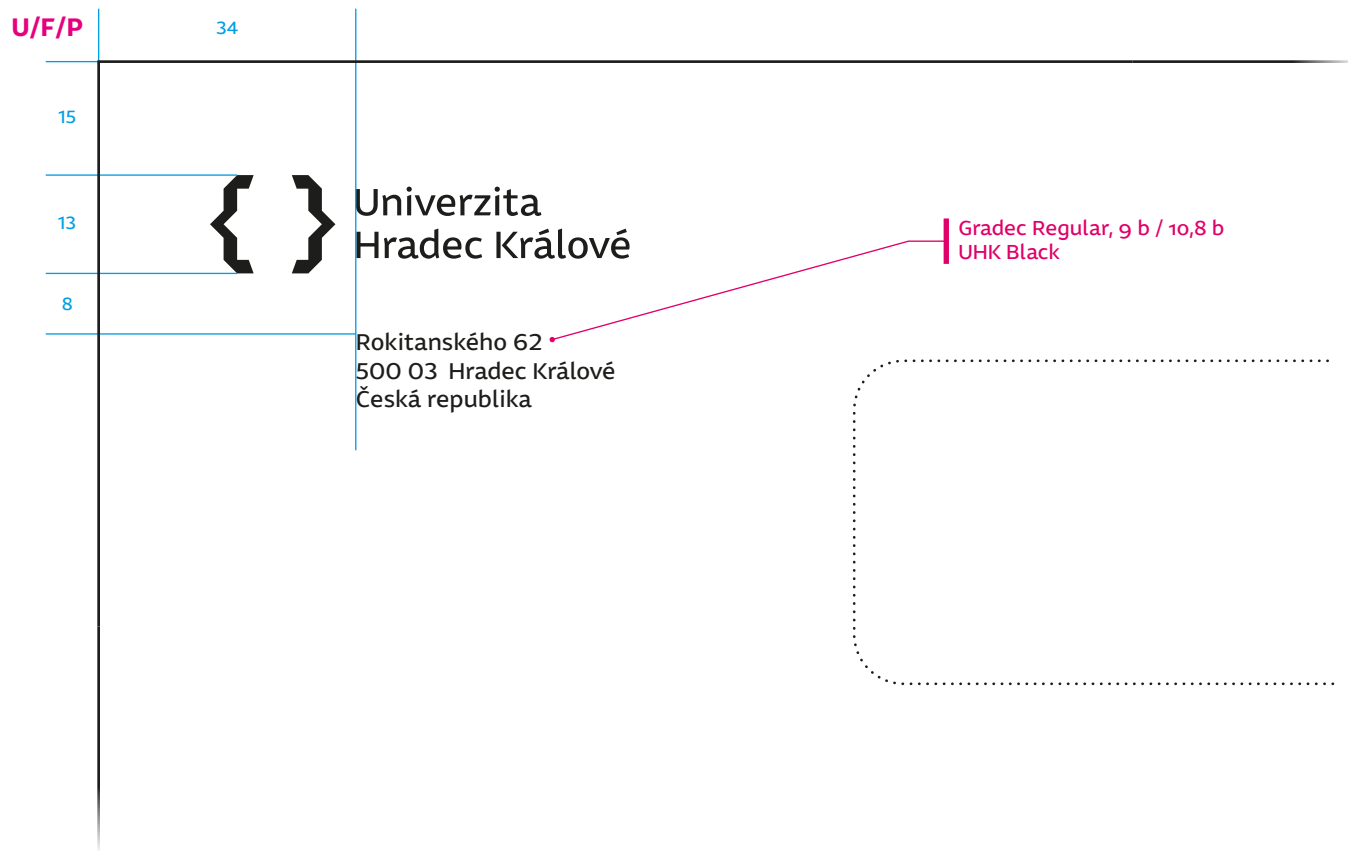 U/F/P
34
15
13
8
{ } Univerzita
Hradec Králové
Gradec Regular, 9 b / 10,8 b
UHK Black
Rokitanského 62
500 03 Hradec Králové
Česká republika